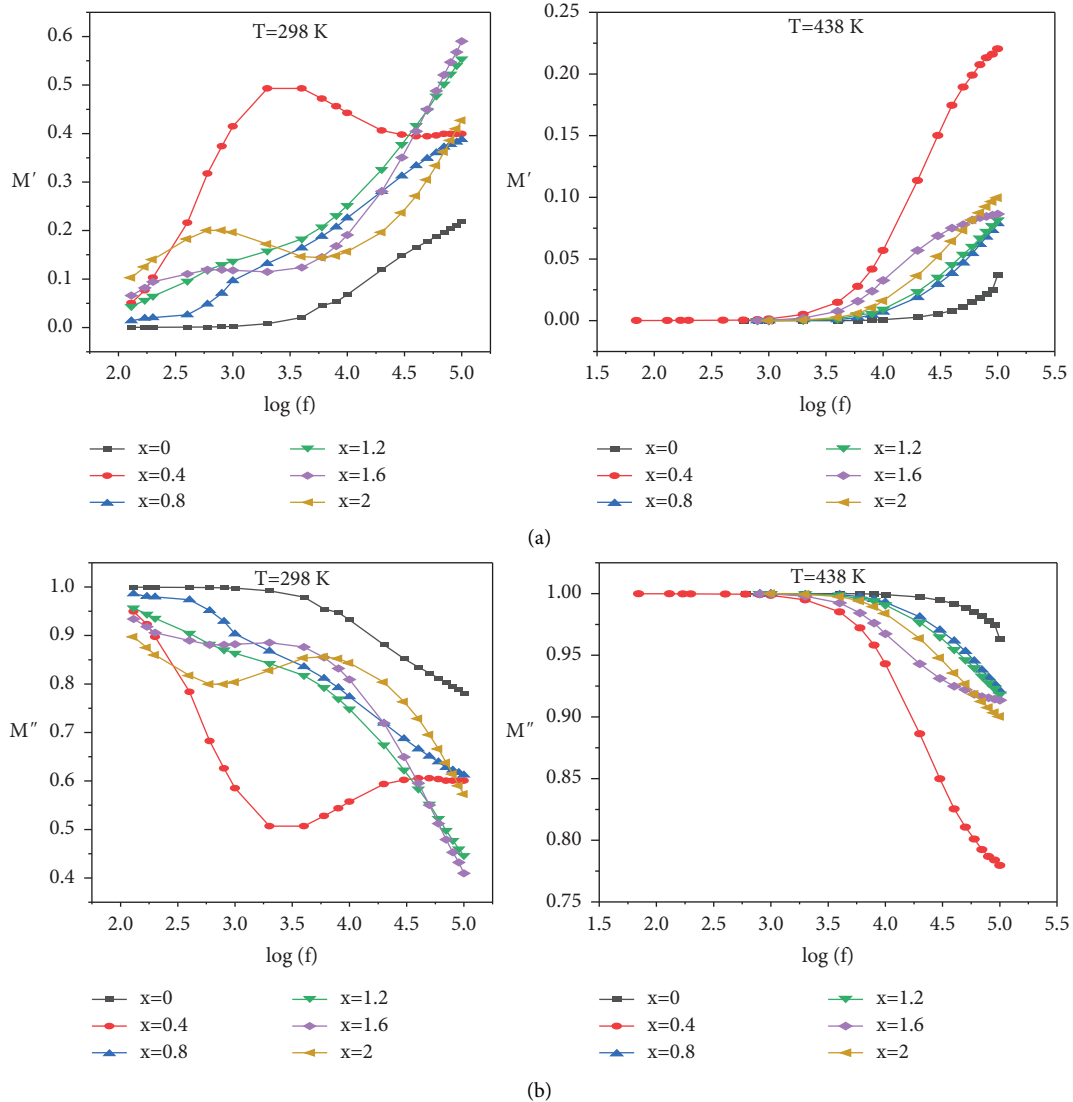 T=298 K
0.6
0.5
0.4
M′
0.3
0.2
0.1
0.0
2.0 2.5 3.0 3.5 4.0 4.5 5.0
log (f)
x=0 x=1.2
x=0.4 x=1.6
x=0.8 x=2
T=438 K
0.25
0.20
0.15
M′
0.10
0.05
0.00
1.5 2.0 2.5 3.0 3.5 4.0 4.5 5.0 5.5
log (f)
x=0 x=1.2
x=0.4 x=1.6
x=0.8 x=2
(a)
T=298 K
1.0
0.9
0.8
M″
0.7
0.6
0.5
0.4
2.0 2.5 3.0 3.5 4.0 4.5 5.0
log (f)
x=0 x=1.2
x=0.4 x=1.6
x=0.8 x=2
T=438 K
1.00
0.95
0.90
M″
0.85
0.80
0.75
1.5 2.0 2.5 3.0 3.5 4.0 4.5 5.0 5.5
log (f)
x=0 x=1.2
x=0.4 x=1.6
x=0.8 x=2
(b)